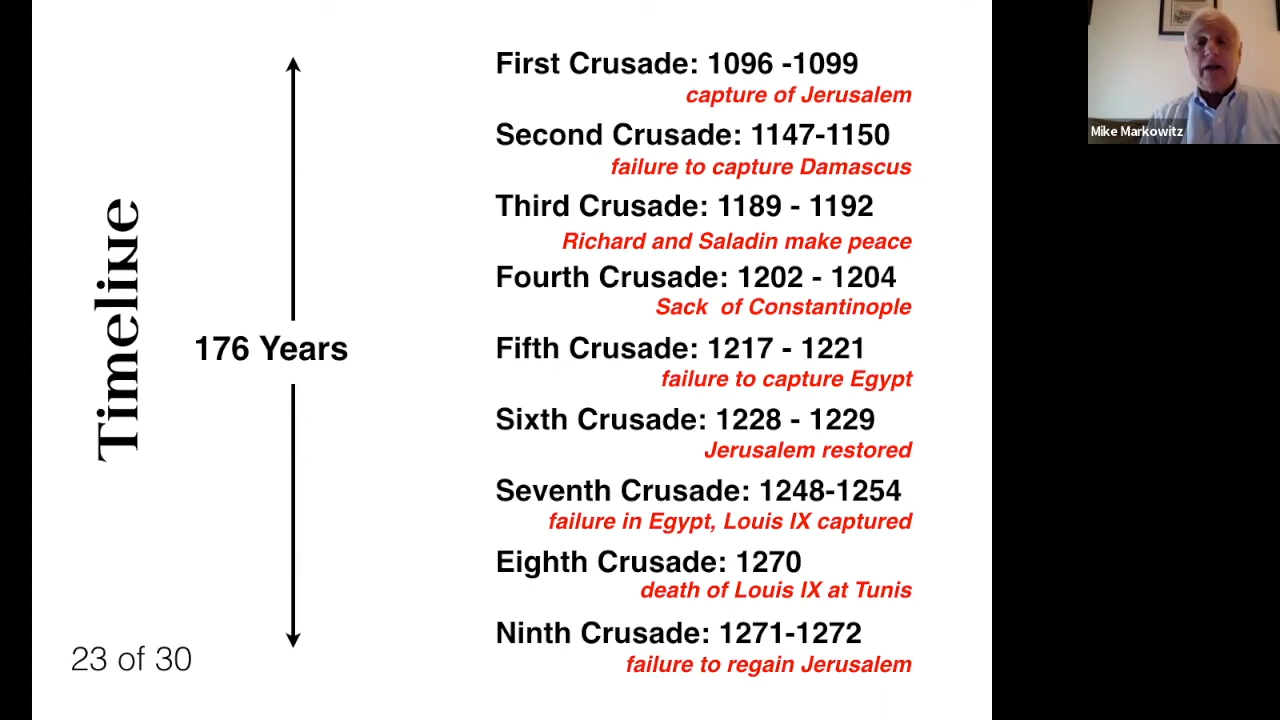 Timeline
176 Years
First Crusade: 1096 -1099
capture of Jerusalem
Second Crusade: 1147-1150
failure to capture Damascus
Third Crusade: 1189 - 1192
Richard and Saladin make peace
Fourth Crusade: 1202 - 1204
Sack of Constantinople
Fifth Crusade: 1217 - 1221
failure to capture Egypt
Sixth Crusade: 1228 - 1229
Jerusalem restored
Seventh Crusade: 1248-1254
failure in Egypt, Louis IX captured
Eighth Crusade: 1270
death of Louis IX at Tunis
Ninth Crusade: 1271-1272
failure to regain Jerusalem
23 of 30
Mike Markowitz